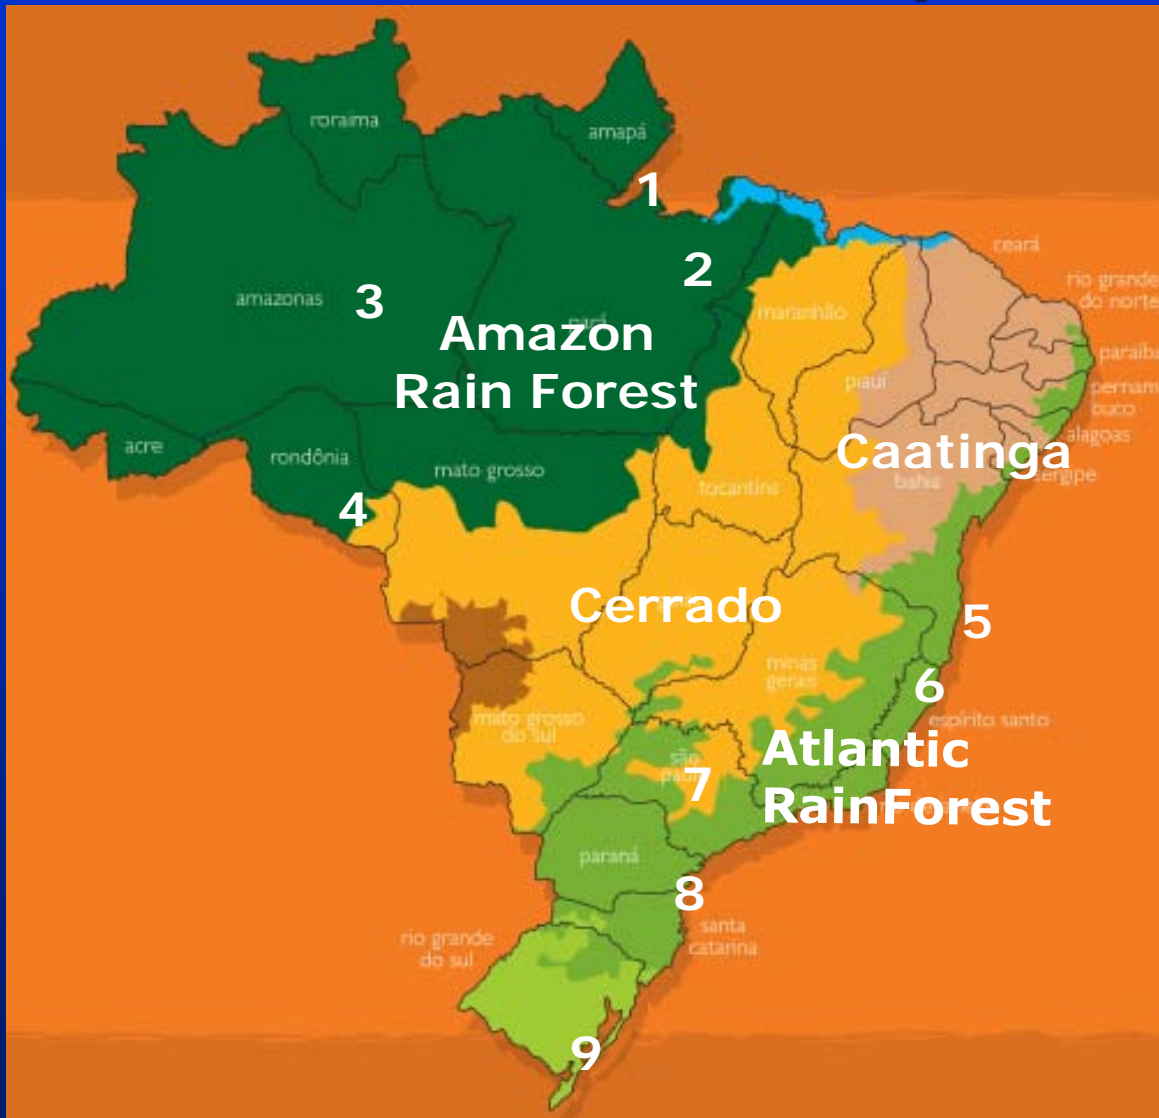 roraima
amapá
1
ceará
2
rio grande
do norte
amazonas
3
maranhão
Amazon
Rain Forest
paraíba
piauí
pernam
buco
alagoas
acre
rondônia
mato grosso
Caatinga
bahia
sergipe
tocantins
4
Cerrado
5
minas
gerais
6
mato grosso
do sul
espírito santo
são
7
Atlantic
RainForest
paraná
8
santa
catarina
rio grande
do sul
9